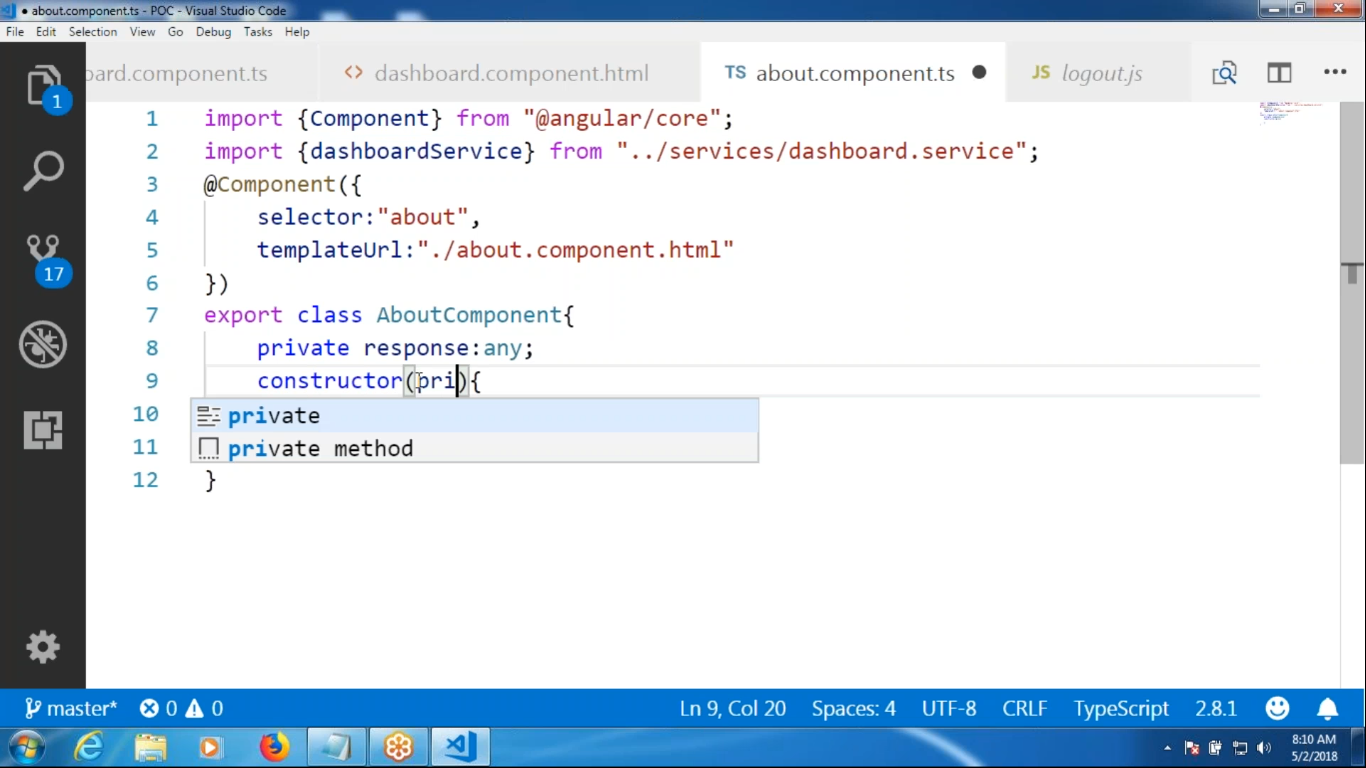 ● about.component.ts - POC - Visual Studio Code
File Edit Selection View Go Debug Tasks Help
oard.component.ts <> dashboard.component.html TS about.component.ts ● JS logout.js •••
1 import {Component} from "@angular/core";
2 import {dashboardService} from "../services/dashboard.service";
3 @Component({
4 selector:"about",
5 templateUrl:"./about.component.html"
6 })
7 export class AboutComponent{
8 private response:any;
9 constructor(pri){
10 private
11 private method
12 }
1
17
master* 0 0 Ln 9, Col 20 Spaces: 4 UTF-8 CRLF TypeScript 2.8.1
8:10 AM
5/2/2018